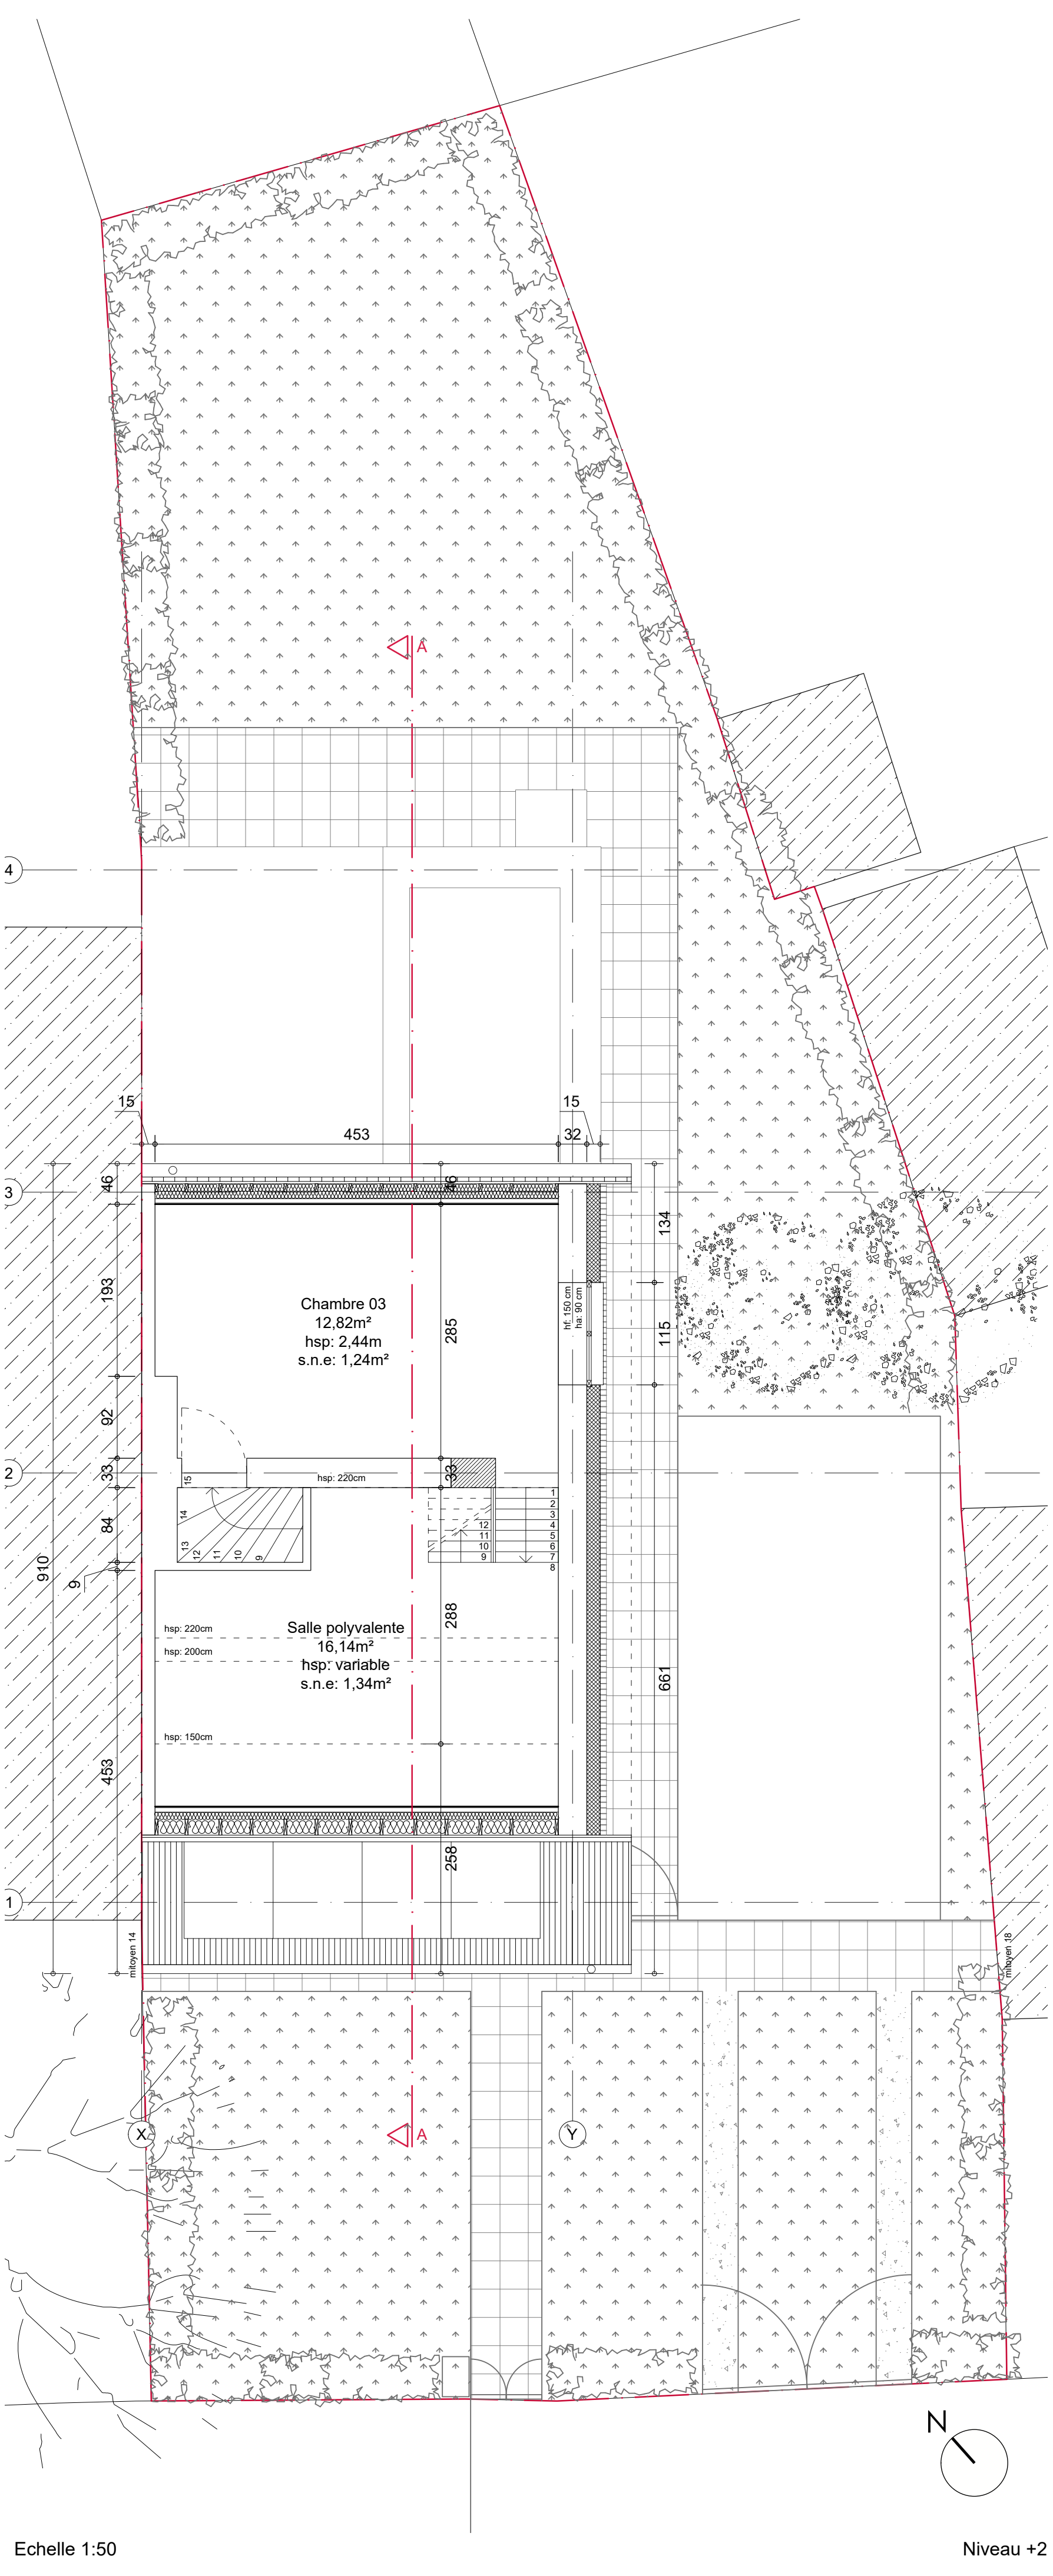 A
4
15
15
453
32
46
46
3
134
193
Chambre 03
12,82m²
hsp: 2,44m
s.n.e: 1,24m²
285
hf: 150 cm
ha: 90 cm
115
92
2
33
15
hsp: 220cm
33
84
14
13
12
11
10
9
12
11
10
9
1
2
3
4
5
6
7
8
910
9
288
hsp: 220cm
hsp: 200cm
Salle polyvalente
16,14m²
hsp: variable
s.n.e: 1,34m²
661
hsp: 150cm
453
258
1
mitoyen 14
mitoyen 18
X
A
Y
N
Echelle 1:50
Niveau +2